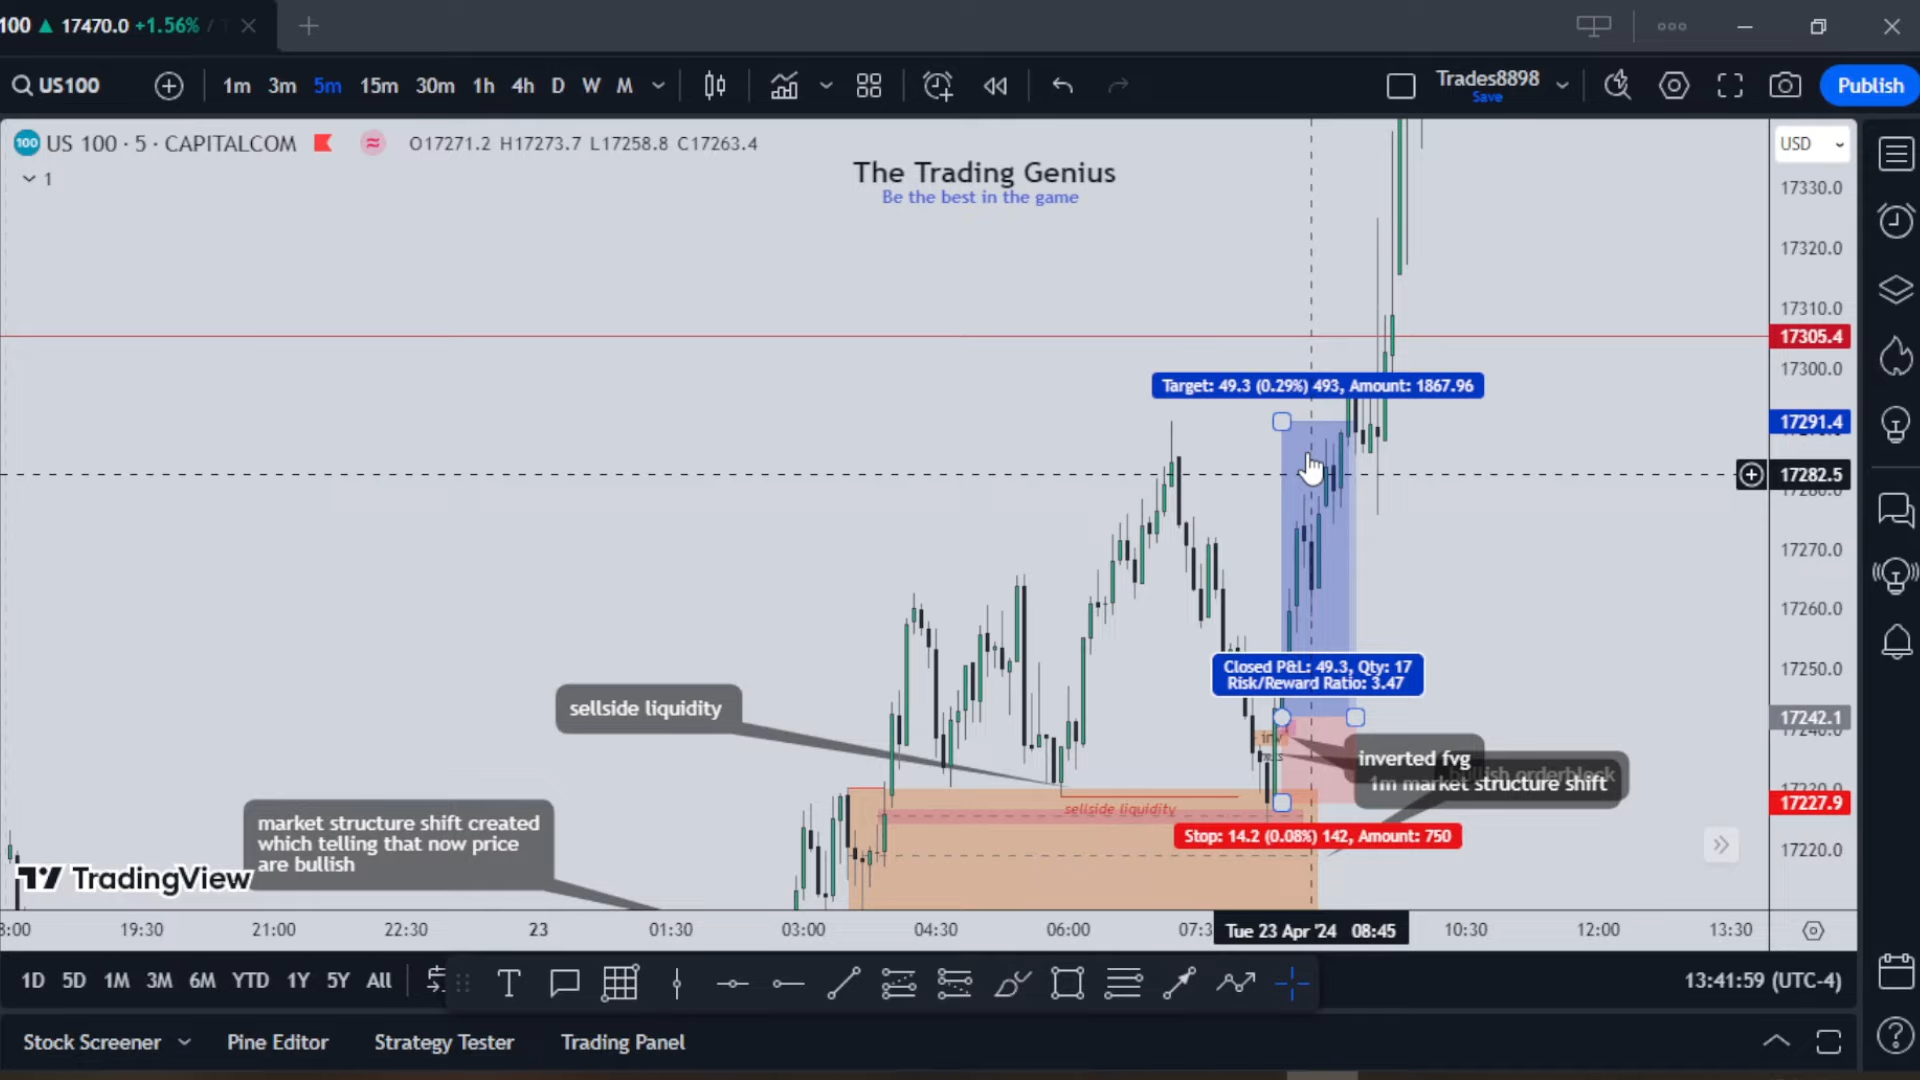 100 ▲ 17470.0 +1.56% /
US100
1m 3m 5m 15m 30m 1h 4h D W M
Trades8898
Save
Publish
100 US 100 · 5 · CAPITALCOM
O17271.2 H17273.7 L17258.8 C17263.4
1
The Trading Genius
Be the best in the game
USD
17330.0
17320.0
17310.0
17305.4
17300.0
Target: 49.3 (0.29%) 493, Amount: 1867.96
17291.4
17282.5
17280.0
17270.0
17260.0
17250.0
Closed P&L: 49.3, Qty: 17
Risk/Reward Ratio: 3.47
sellside liquidity
17242.1
17240.0
inverted fvg
bullish orderblock
1m market structure shift
sellside liquidity
17227.9
Stop: 14.2 (0.08%) 142, Amount: 750
17220.0
market structure shift created
which telling that now price
are bullish
TradingView
19:30 21:00 22:30 23 01:30 03:00 04:30 06:00 Tue 23 Apr '24 08:45 10:30 12:00 13:30
1D 5D 1M 3M 6M YTD 1Y 5Y All
13:41:59 (UTC-4)
Stock Screener Pine Editor Strategy Tester Trading Panel